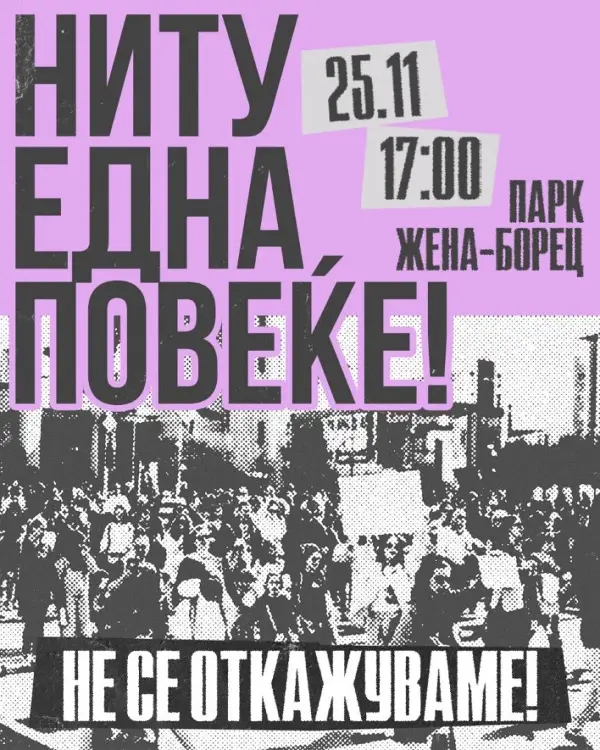 НИТУ
ЕДНА
ПОВЕЌЕ!
25.11
17:00
ПАРК
ЖЕНА-БОРЕЦ
НЕ СЕ ОТКАЖУВАМЕ!